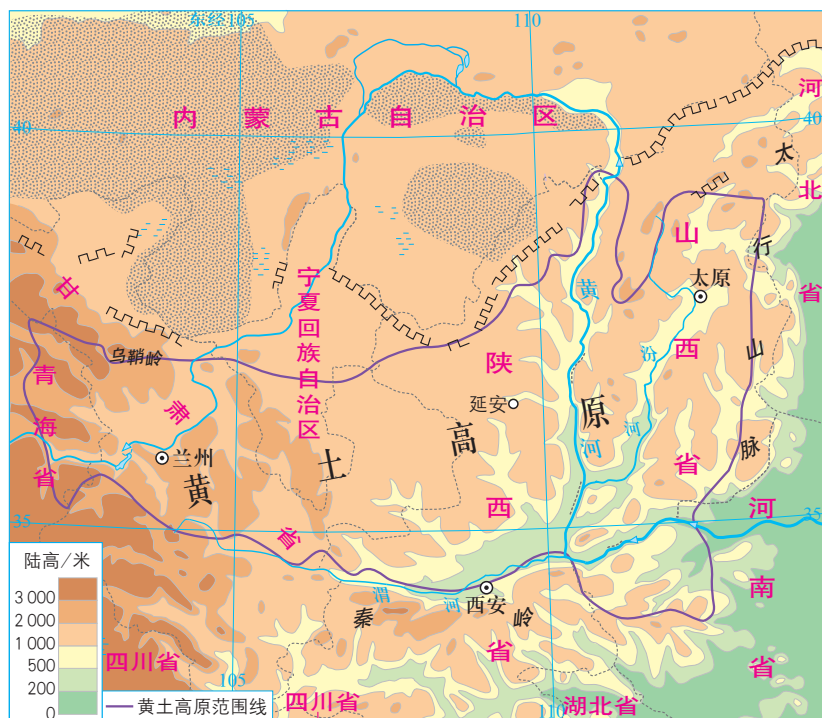 东经105
110
内蒙古自治区
河北省
40
40
太行山脉
甘肃省
宁夏回族自治区
山西省
太原
黄河
汾河
乌鞘岭
青海省
陕西省
延安
兰州
黄土高原
35
35
河南省
渭河
西安
秦岭
四川省
四川省
湖北省
105
110
陆高/米
3 000
2 000
1 000
500
200
0
黄土高原范围线